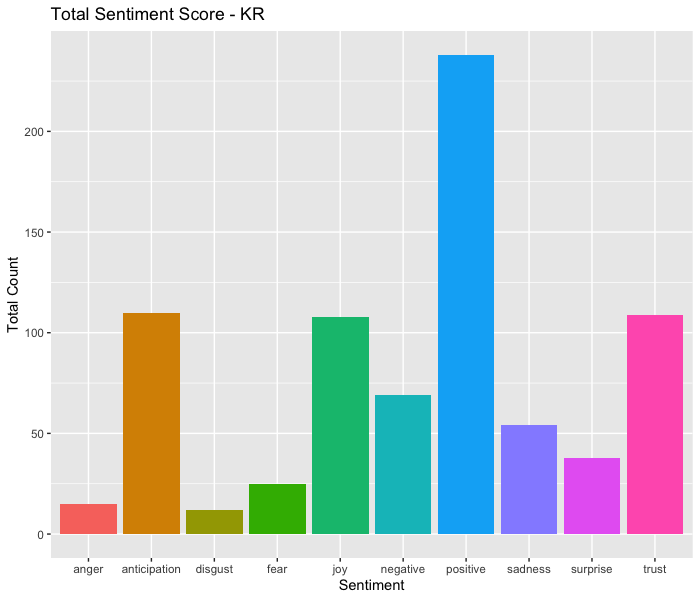 Total Sentiment Score - KR
Total Count
200
150
100
50
0
anger anticipation disgust fear joy negative positive sadness surprise trust
Sentiment